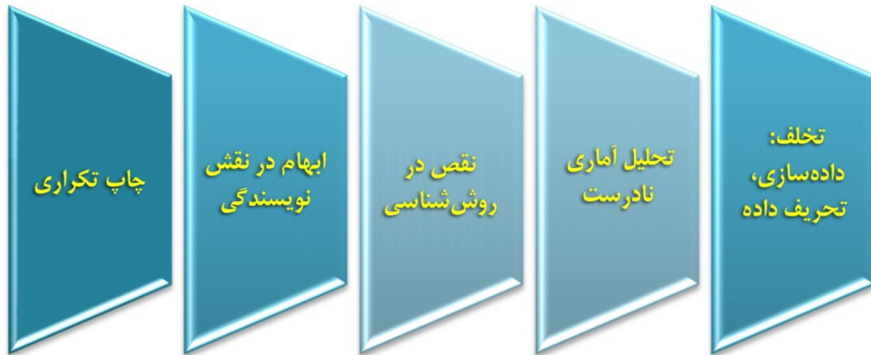 تخلف:
داده‌سازی،
تحریف داده
تحلیل آماری
نادرست
نقص در
روش‌شناسی
ابهام در نقش
نویسندگی
چاپ تکراری